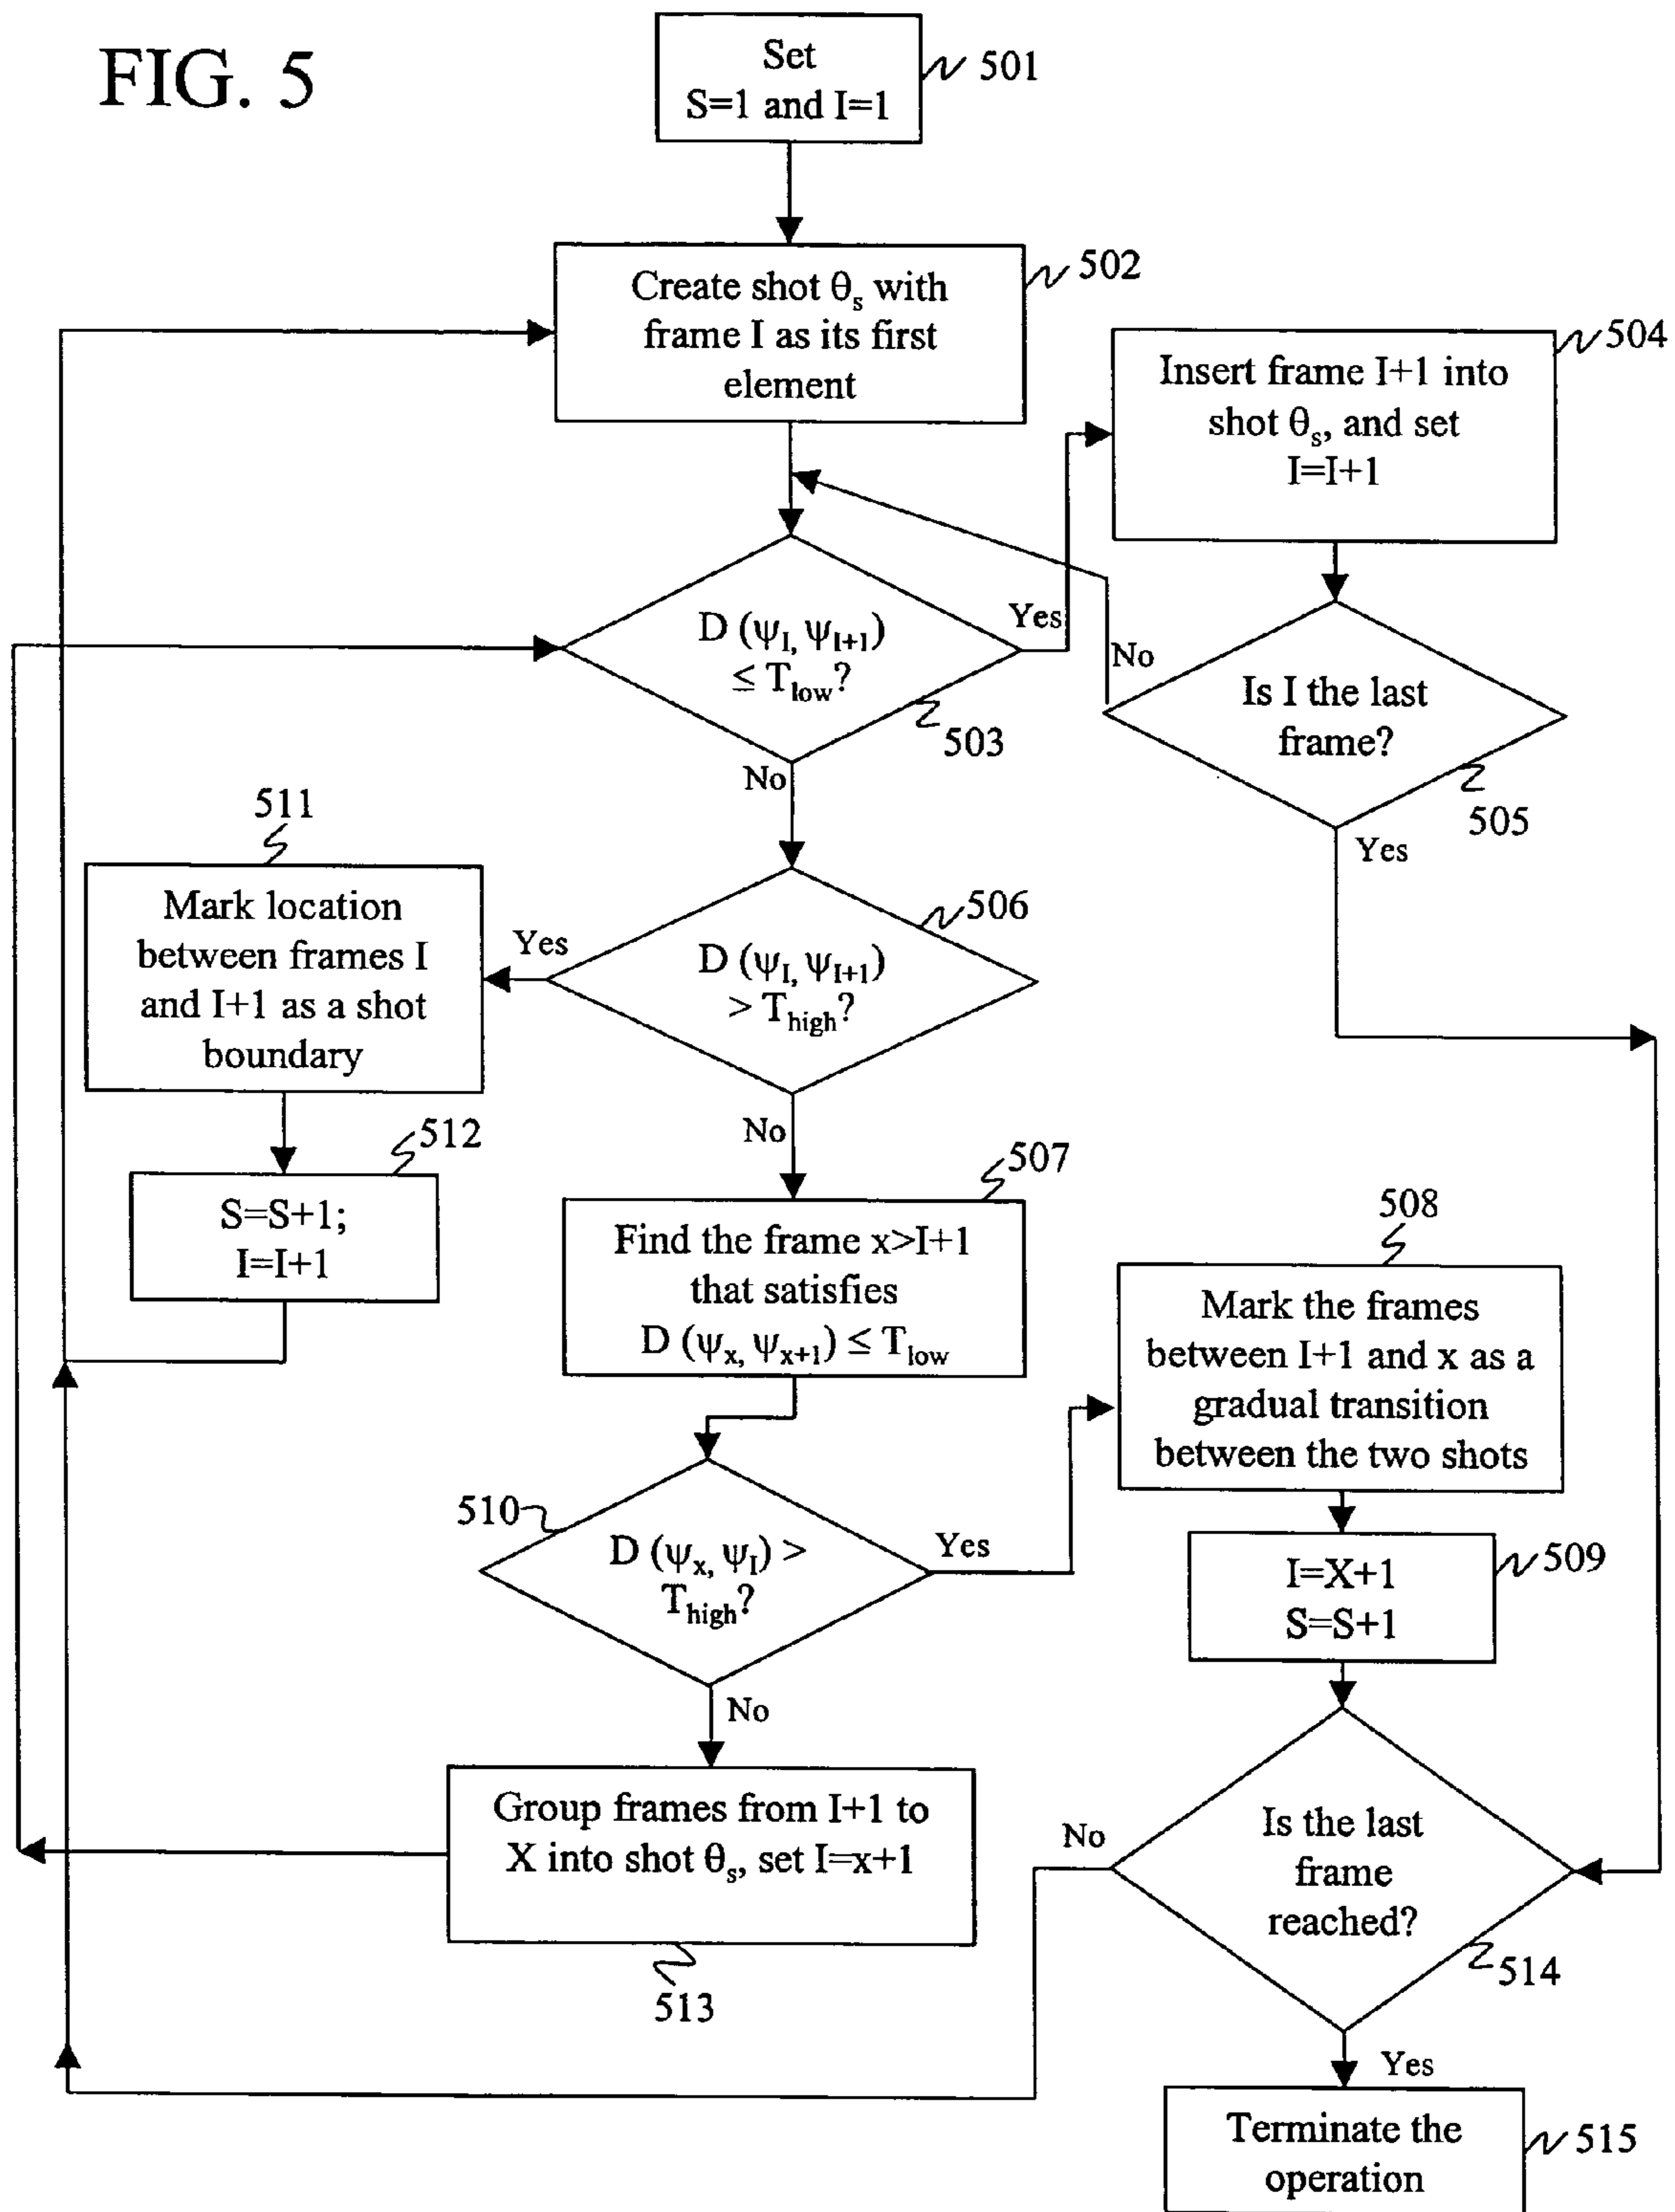 FIG. 5
Set
S=1 and I=1
501
Create shot θs with
frame I as its first
element
502
Insert frame I+1 into
shot θs, and set
I=I+1
504
D (ψI, ψI+1)
≤ Tlow?
503
Yes
No
Is I the last
frame?
505
No
Yes
511
Mark location
between frames I
and I+1 as a shot
boundary
D (ψI, ψI+1)
> Thigh?
506
Yes
No
512
S=S+1;
I=I+1
507
Find the frame x>I+1
that satisfies
D (ψx, ψx+1) ≤ Tlow
508
Mark the frames
between I+1 and x as a
gradual transition
between the two shots
510
D (ψx, ψI) >
Thigh?
Yes
No
I=X+1
S=S+1
509
Group frames from I+1 to
X into shot θs, set I=x+1
513
Is the last
frame
reached?
514
No
Yes
Terminate the
operation
515